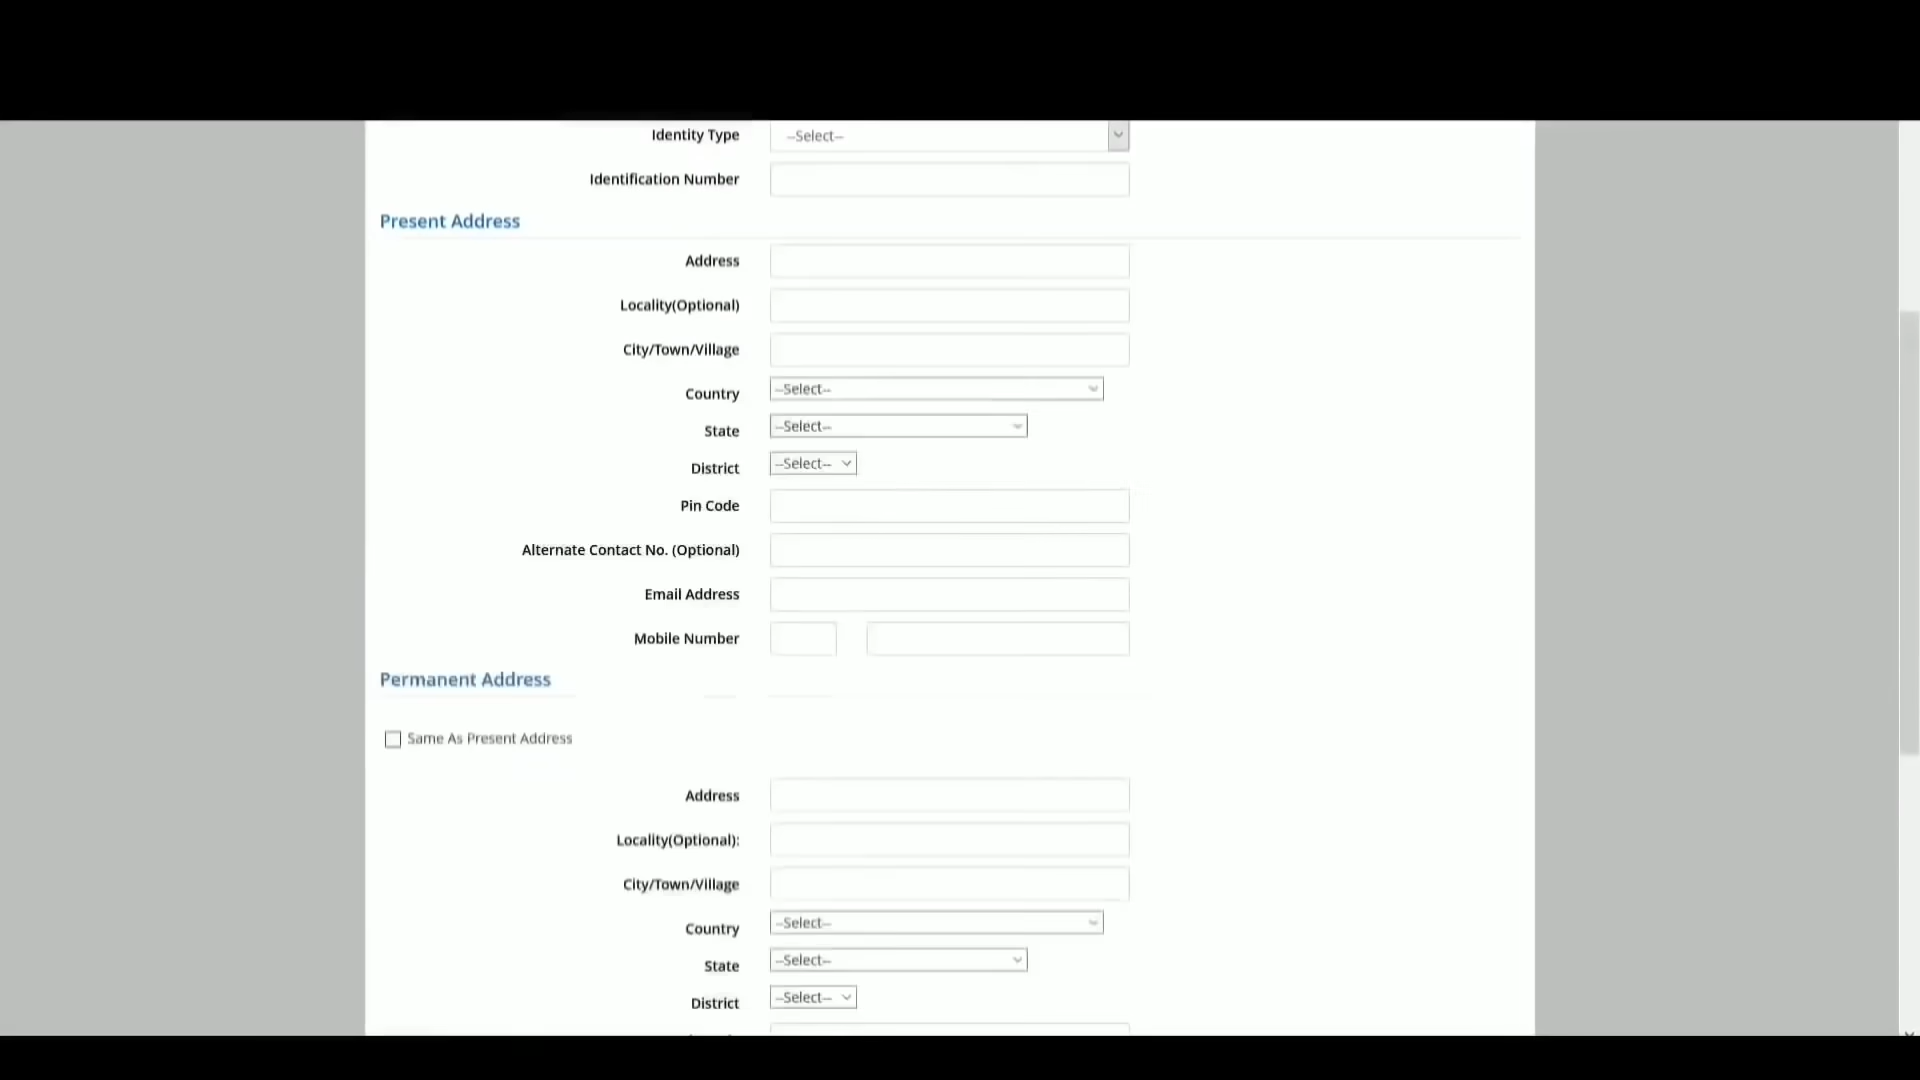 Identity Type --Select--
Identification Number
Present Address
Address
Locality(Optional)
City/Town/Village
Country --Select--
State --Select--
District --Select--
Pin Code
Alternate Contact No. (Optional)
Email Address
Mobile Number
Permanent Address
Same As Present Address
Address
Locality(Optional):
City/Town/Village
Country --Select--
State --Select--
District --Select--